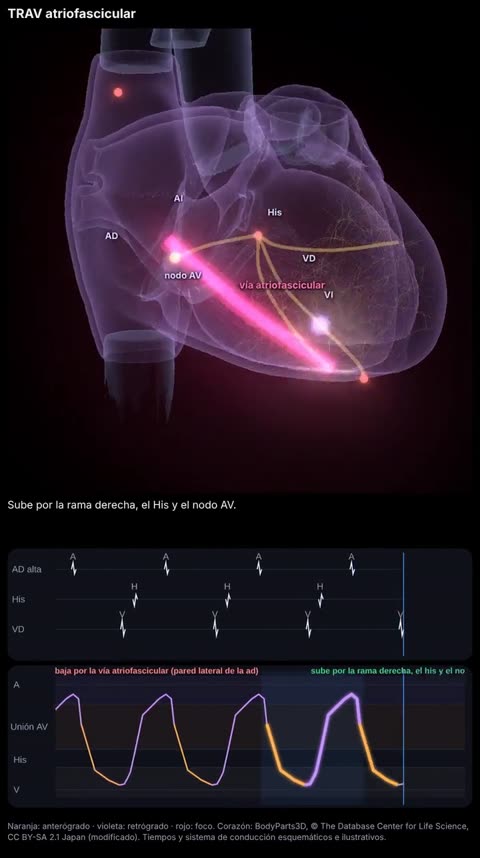 TRAV atriofascicular
AI
His
AD
VD
nodo AV
vía atriofascicular
VI
Sube por la rama derecha, el His y el nodo AV.
A A A A
AD alta
H H H
His
V V V V
VD
baja por la vía atriofascicular (pared lateral de la ad) sube por la rama derecha, el his y el no
A
Unión AV
His
V
Naranja: anterógrado · violeta: retrógrado · rojo: foco. Corazón: BodyParts3D, © The Database Center for Life Science,
CC BY-SA 2.1 Japan (modificado). Tiempos y sistema de conducción esquemáticos e ilustrativos.